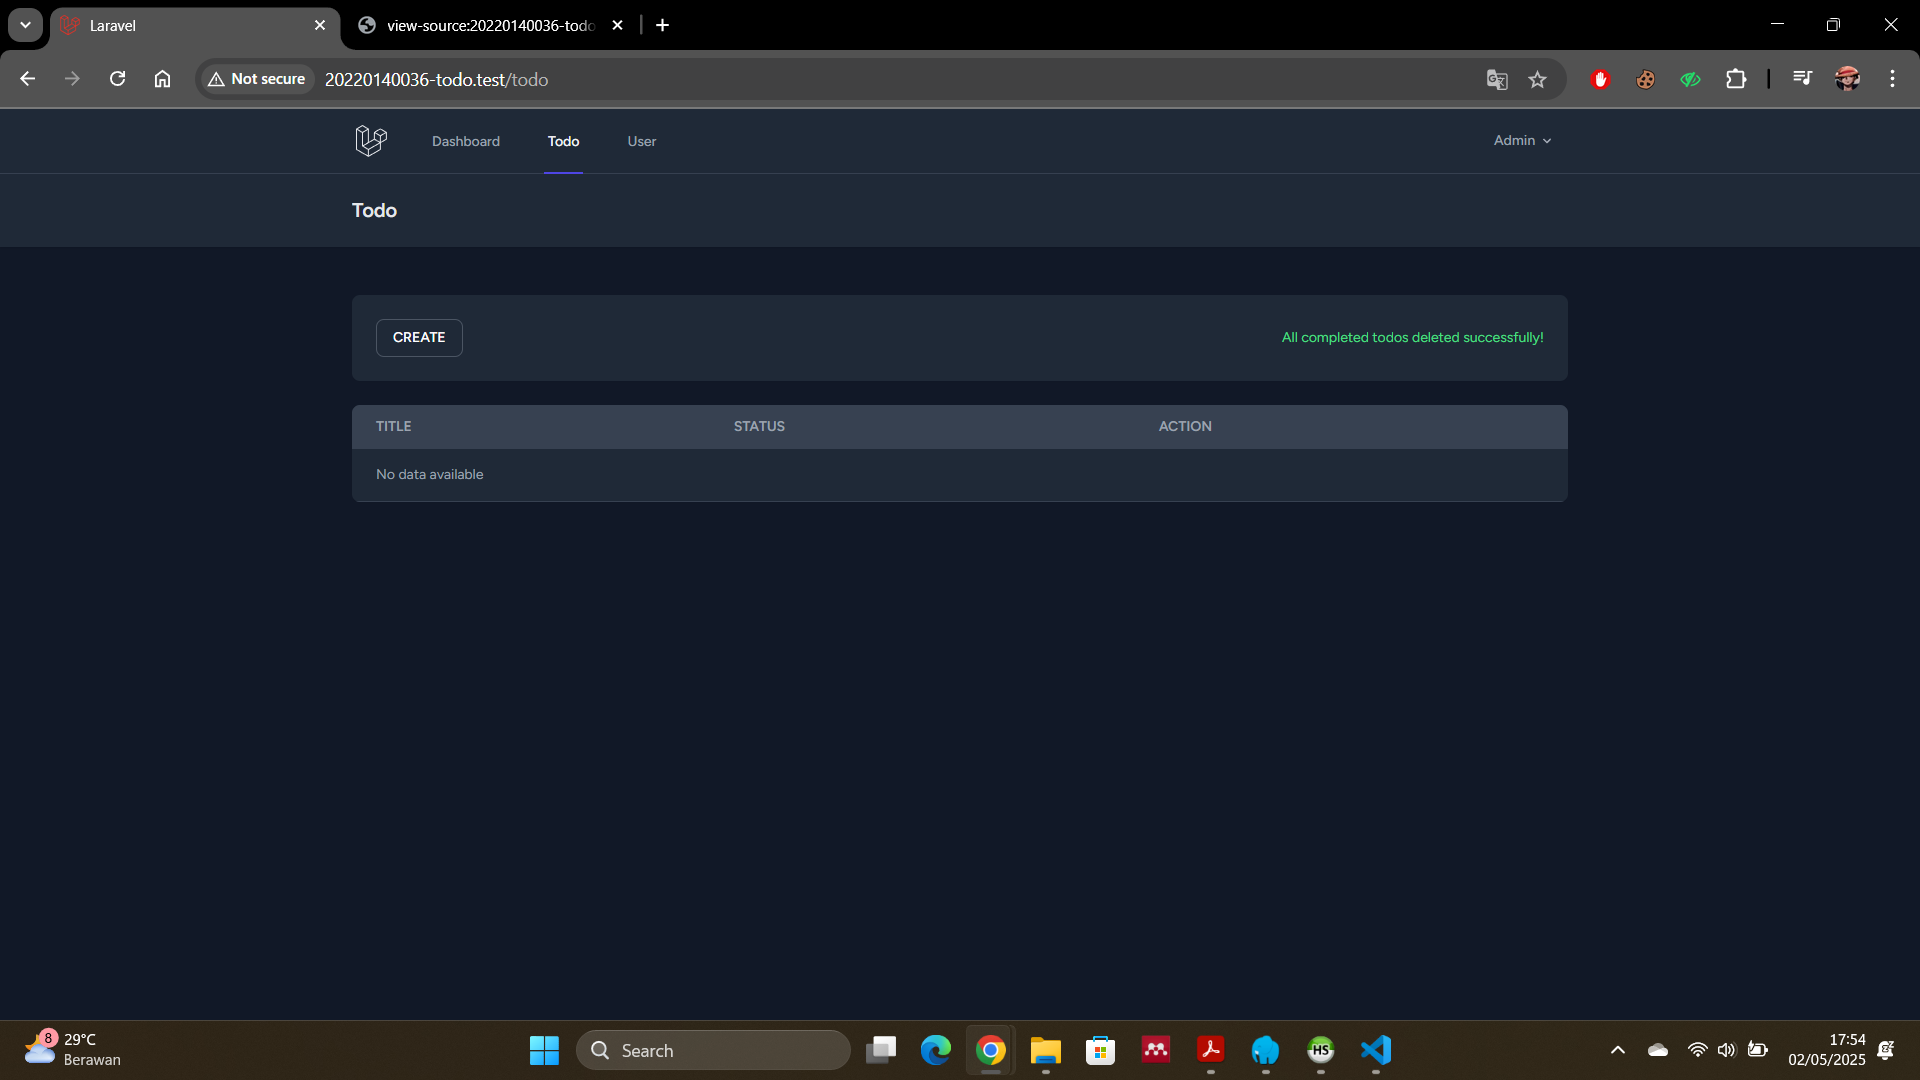 Laravel
view-source:20220140036-todo
Not secure
20220140036-todo.test/todo
Dashboard
Todo
User
Admin
Todo
CREATE
All completed todos deleted successfully!
TITLE
STATUS
ACTION
No data available
8
29°C
Berawan
Search
HS
17:54
02/05/2025